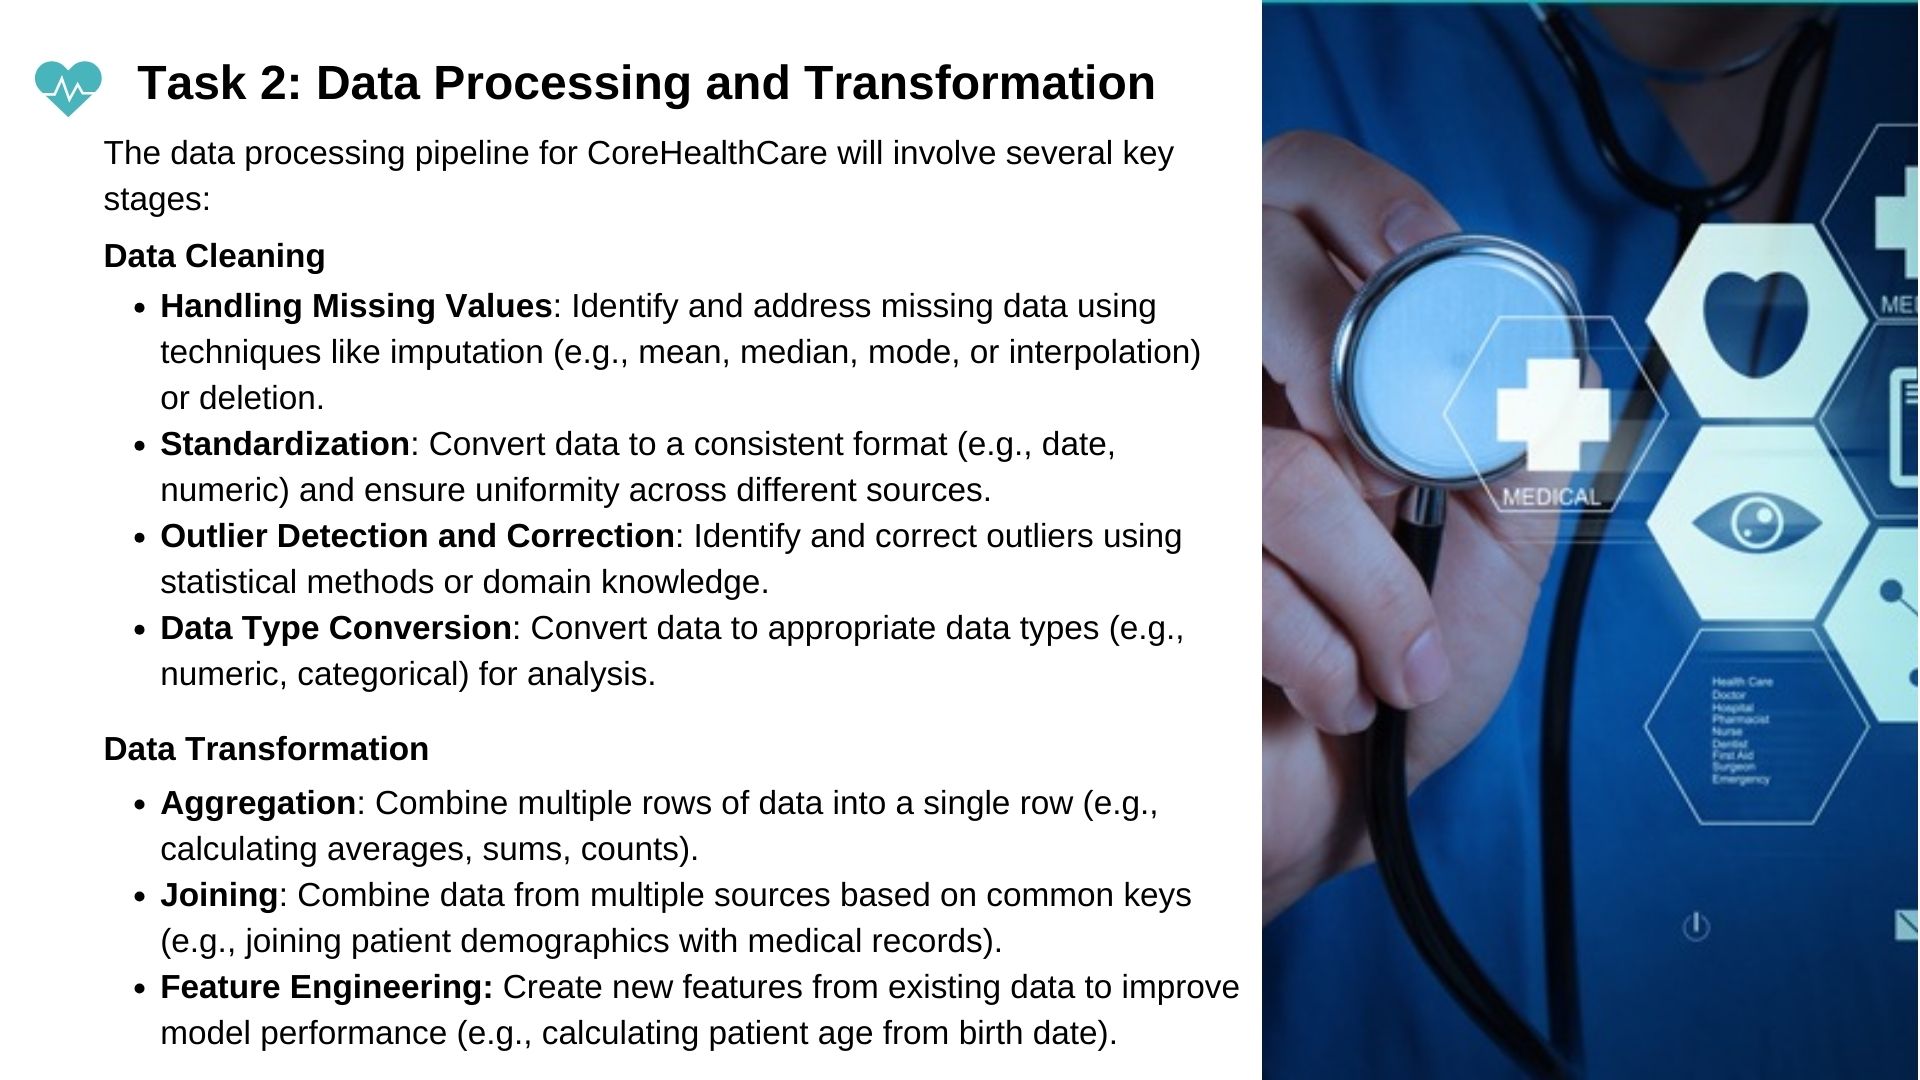 Task 2: Data Processing and Transformation
The data processing pipeline for CoreHealthCare will involve several key
stages:
Data Cleaning
• Handling Missing Values: Identify and address missing data using
techniques like imputation (e.g., mean, median, mode, or interpolation)
or deletion.
• Standardization: Convert data to a consistent format (e.g., date,
numeric) and ensure uniformity across different sources.
• Outlier Detection and Correction: Identify and correct outliers using
statistical methods or domain knowledge.
• Data Type Conversion: Convert data to appropriate data types (e.g.,
numeric, categorical) for analysis.
Data Transformation
• Aggregation: Combine multiple rows of data into a single row (e.g.,
calculating averages, sums, counts).
• Joining: Combine data from multiple sources based on common keys
(e.g., joining patient demographics with medical records).
• Feature Engineering: Create new features from existing data to improve
model performance (e.g., calculating patient age from birth date).
MEDICAL
Health Care
Doctor
Hospital
Pharmacist
Nurse
Dentist
First Aid
Surgeon
Emergency